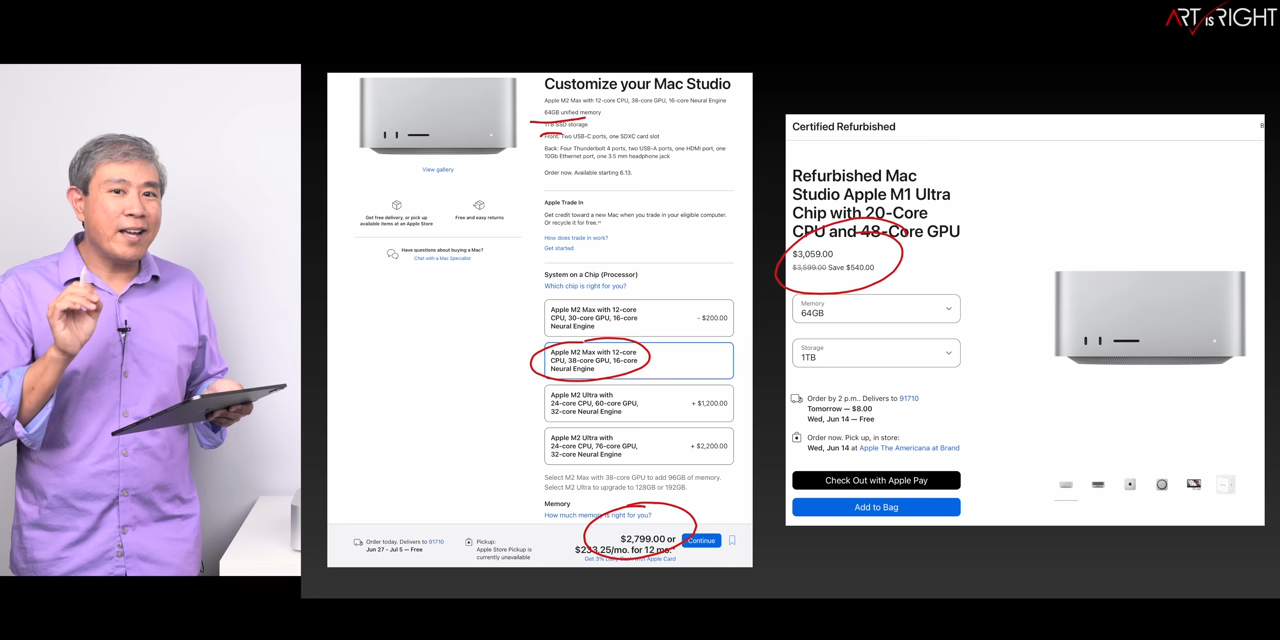 ART IS RIGHT
Customize your Mac Studio
Apple M2 Max with 12-core CPU, 38-core GPU, 16-core Neural Engine
64GB unified memory
1TB SSD storage
Front: Two USB-C ports, one SDXC card slot
Back: Four Thunderbolt 4 ports, two USB-A ports, one HDMI port, one
10Gb Ethernet port, one 3.5 mm headphone jack
Order now. Available starting 6.13.
View gallery
Get free delivery, or pick up
available items at an Apple Store
Free and easy returns
Have questions about buying a Mac?
Chat with a Mac Specialist
Apple Trade In
Get credit toward a new Mac when you trade in your eligible computer.
Or recycle it for free.**
How does trade in work?
Get started
System on a Chip (Processor)
Which chip is right for you?
Apple M2 Max with 12-core
CPU, 30-core GPU, 16-core
Neural Engine
- $200.00
Apple M2 Max with 12-core
CPU, 38-core GPU, 16-core
Neural Engine
Apple M2 Ultra with
24-core CPU, 60-core GPU,
32-core Neural Engine
+ $1,200.00
Apple M2 Ultra with
24-core CPU, 76-core GPU,
32-core Neural Engine
+ $2,200.00
Select M2 Max with 38-core GPU to add 96GB of memory.
Select M2 Ultra to upgrade to 128GB or 192GB.
Memory
How much memory is right for you?
Order today. Delivers to 91710
Jun 27 - Jul 5 — Free
Pickup:
Apple Store Pickup is
currently unavailable
$2,799.00 or
$233.25/mo. for 12 mo.*
Get 3% Daily Cash with Apple Card
Continue
Certified Refurbished
B
Refurbished Mac
Studio Apple M1 Ultra
Chip with 20-Core
CPU and 48-Core GPU
$3,059.00
$3,599.00 Save $540.00
Memory
64GB
Storage
1TB
Order by 2 p.m.. Delivers to 91710
Tomorrow — $8.00
Wed, Jun 14 — Free
Order now. Pick up, in store:
Wed, Jun 14 at Apple The Americana at Brand
Check Out with Apple Pay
Add to Bag